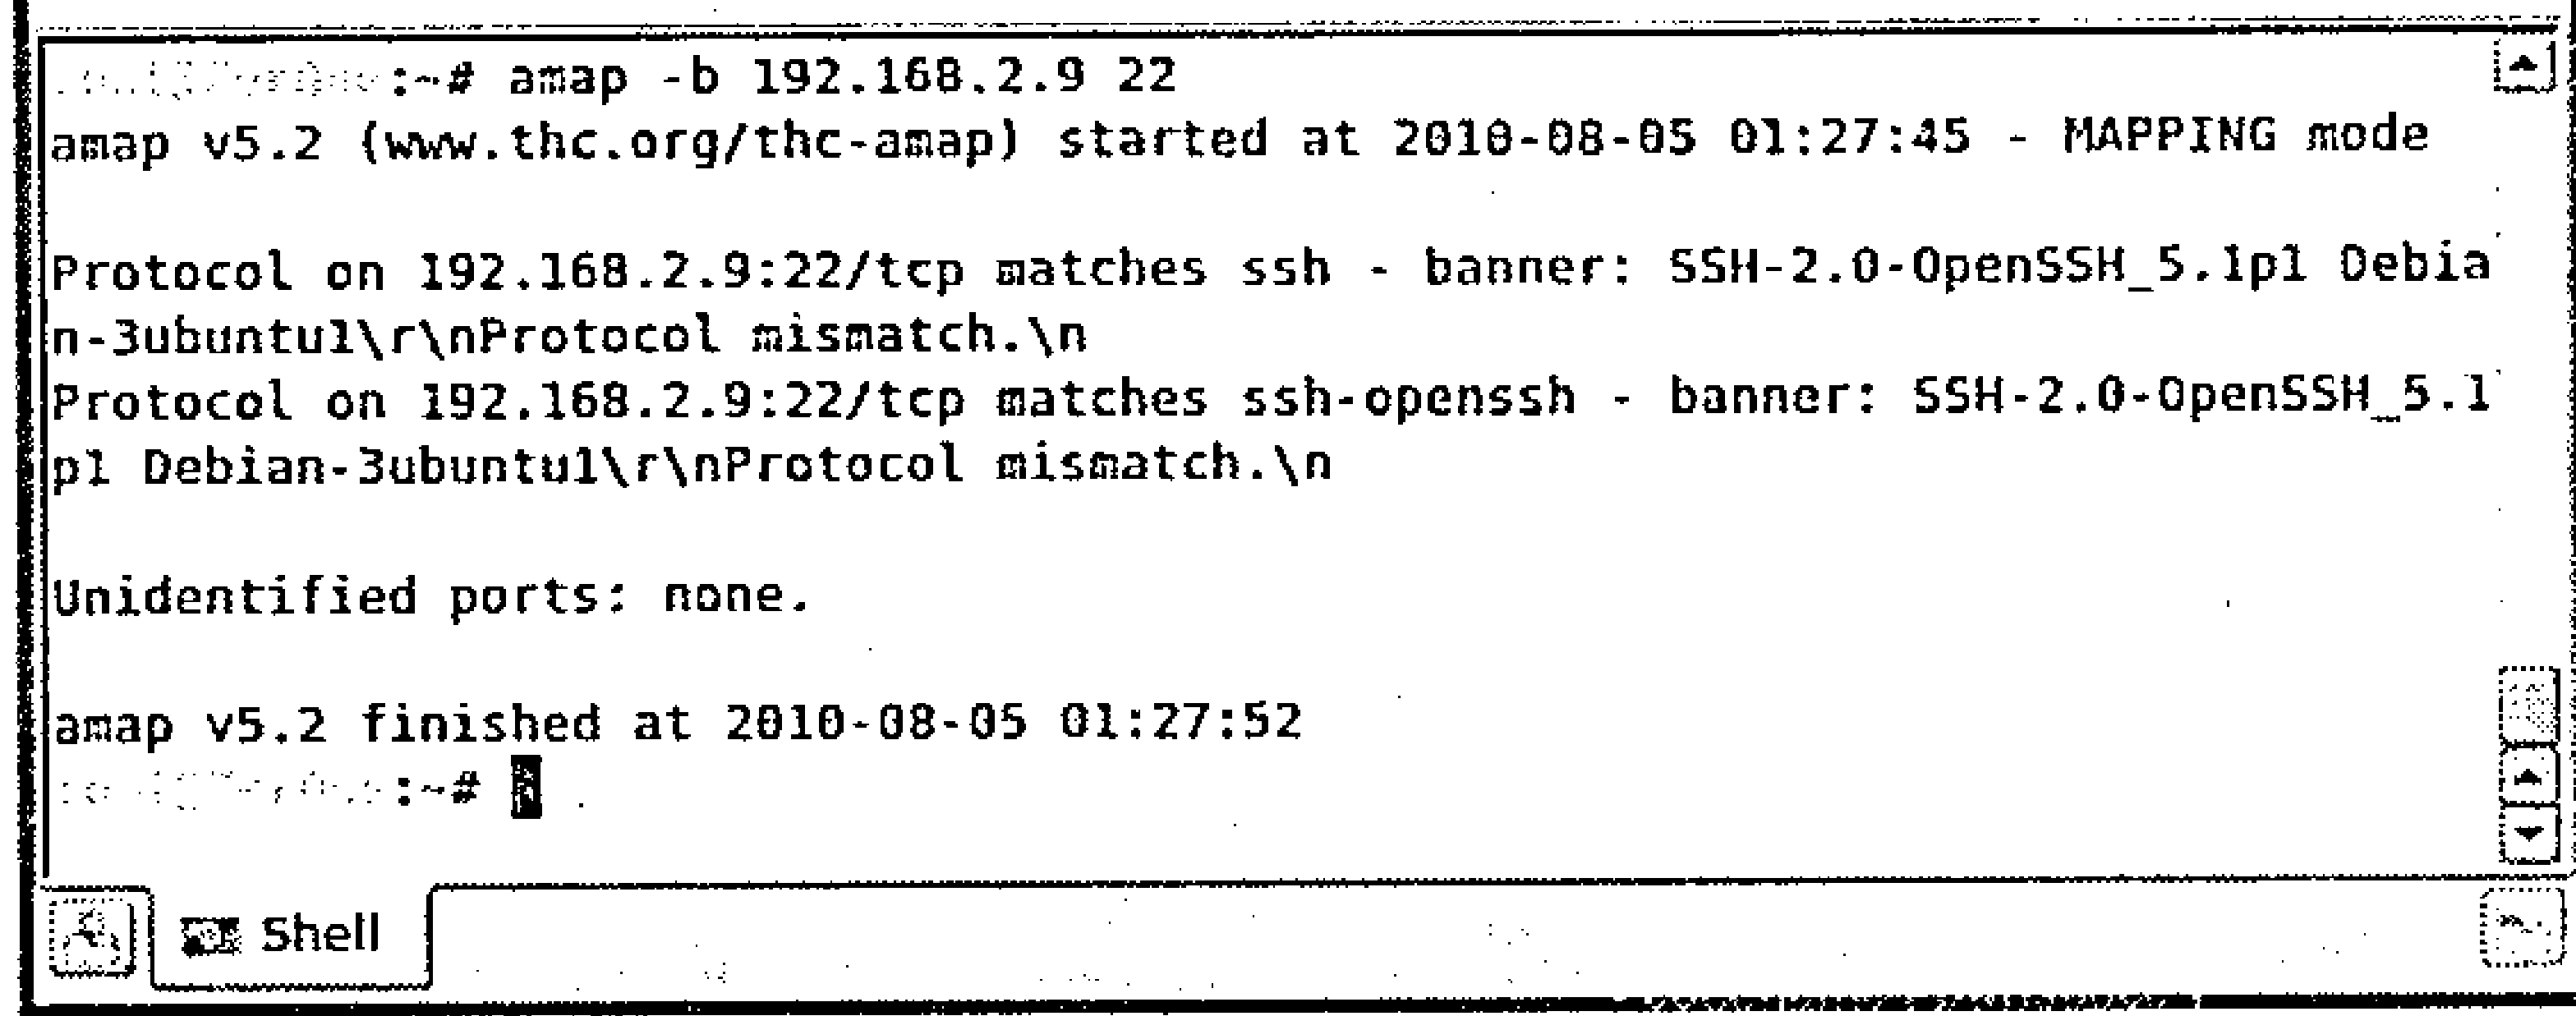 :~# amap -b 192.168.2.9 22
amap v5.2 (www.thc.org/thc-amap) started at 2010-08-05 01:27:45 - MAPPING mode
Protocol on 192.168.2.9:22/tcp matches ssh - banner: SSH-2.0-OpenSSH_5.1p1 Debia
n-3ubuntu1\r\nProtocol mismatch.\n
Protocol on 192.168.2.9:22/tcp matches ssh-openssh - banner: SSH-2.0-OpenSSH_5.1
p1 Debian-3ubuntu1\r\nProtocol mismatch.\n
Unidentified ports: none.
amap v5.2 finished at 2010-08-05 01:27:52
:~#
Shell